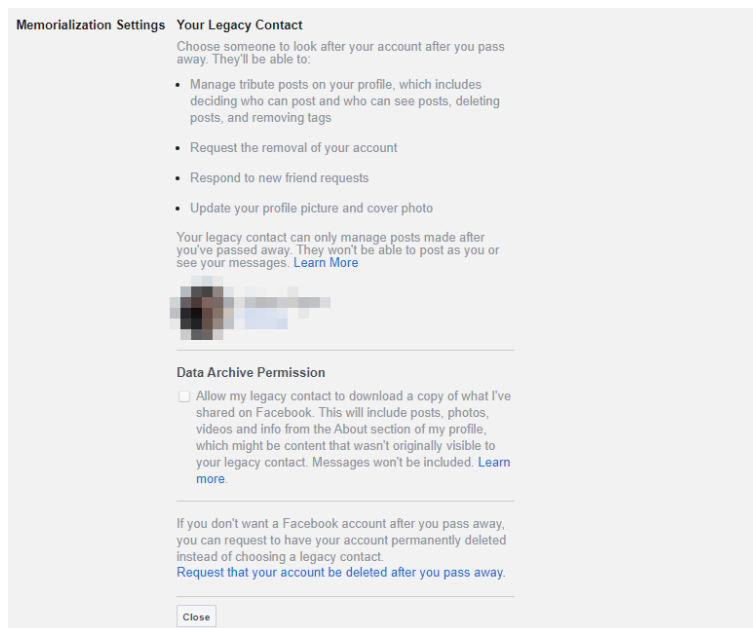 Memorialization Settings Your Legacy Contact
Choose someone to look after your account after you pass
away. They'll be able to:
Manage tribute posts on your profile, which includes
deciding who can post and who can see posts, deleting
posts, and removing tags
Request the removal of your account
Respond to new friend requests
Update your profile picture and cover photo
Your legacy contact can only manage posts made after
you've passed away. They won't be able to post as you or
see your messages. Learn More
Data Archive Permission
Allow my legacy contact to download a copy of what I've
shared on Facebook. This will include posts, photos,
videos and info from the About section of my profile,
which might be content that wasn't originally visible to
your legacy contact. Messages won't be included. Learn
more.
If you don't want a Facebook account after you pass away,
you can request to have your account permanently deleted
instead of choosing a legacy contact.
Request that your account be deleted after you pass away.
Close